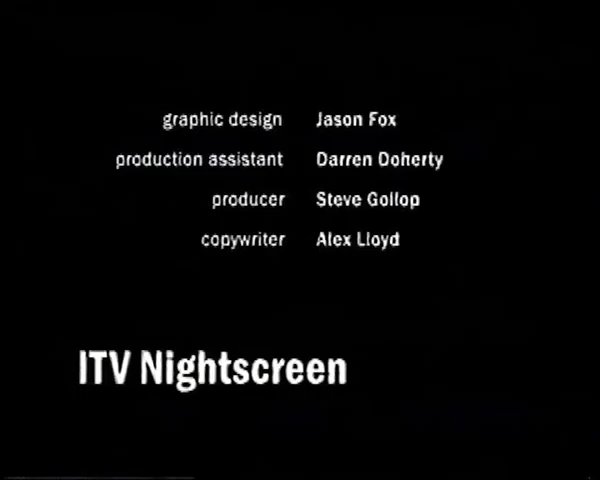 graphic design Jason Fox
production assistant Darren Doherty
producer Steve Gollop
copywriter Alex Lloyd
ITV Nightscreen